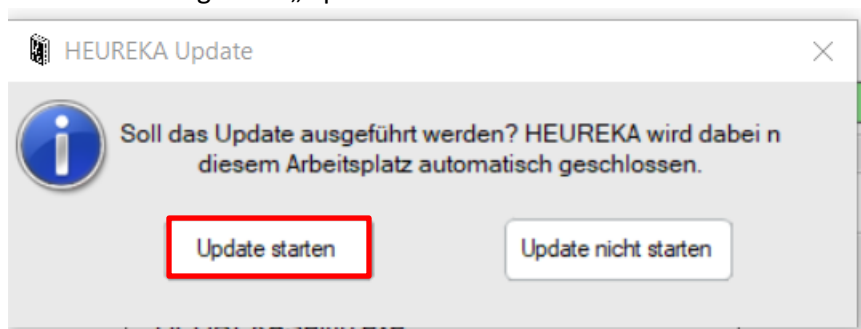 HEUREKA Update
Soll das Update ausgeführt werden? HEUREKA wird dabei n
diesem Arbeitsplatz automatisch geschlossen.
Update starten
Update nicht starten